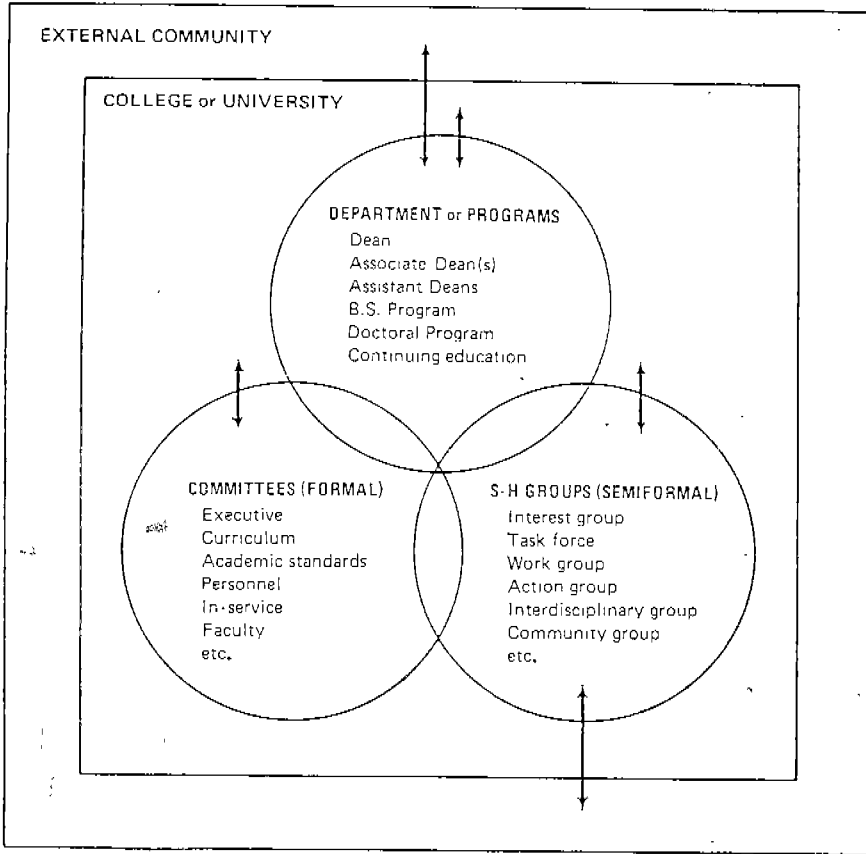 EXTERNAL COMMUNITY
COLLEGE or UNIVERSITY
DEPARTMENT or PROGRAMS
Dean
Associate Dean(s)
Assistant Deans
B.S. Program
Doctoral Program
Continuing education
COMMITTEES (FORMAL)
Executive
Curriculum
Academic standards
Personnel
In-service
Faculty
etc.
S-H GROUPS (SEMIFORMAL)
Interest group
Task force
Work group
Action group
Interdisciplinary group
Community group
etc.